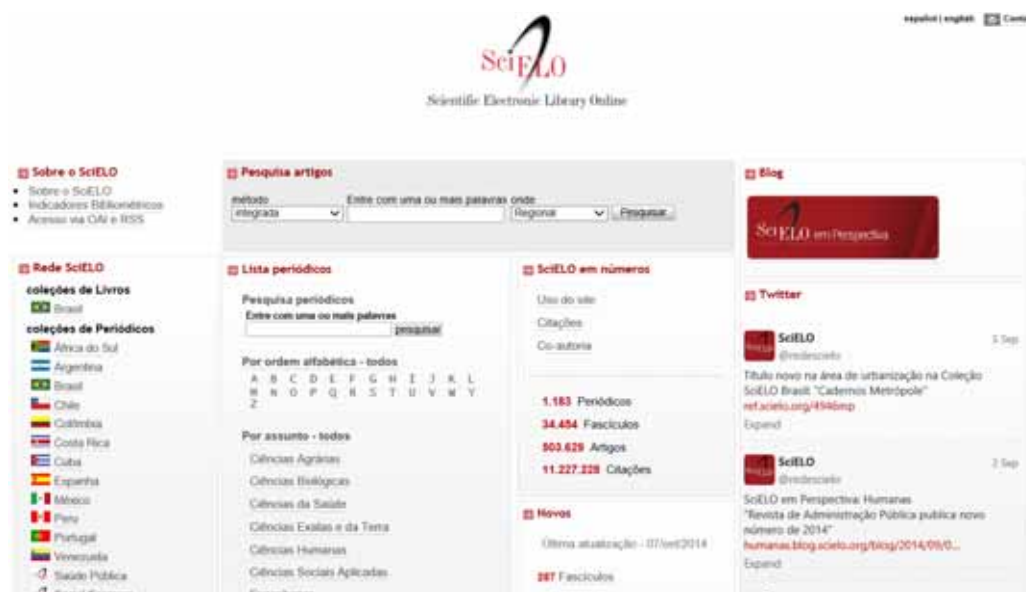 español | english
SciELO
Scientific Electronic Library Online
Sobre o SciELO
Sobre o SciELO
Indicadores Bibliométricos
Acesso via OAI e RSS
Pesquisa artigos
método
Entre com uma ou mais palavras
onde
integrada
Regional
Pesquisar
Blog
SciELO em Perspectiva
Rede SciELO
coleções de Livros
Brasil
coleções de Periódicos
África do Sul
Argentina
Brasil
Chile
Colômbia
Costa Rica
Cuba
Espanha
México
Peru
Portugal
Venezuela
Saúde Pública
Lista periódicos
Pesquisa periódicos
Entre com uma ou mais palavras
pesquisar
Por ordem alfabética - todos
A B C D E F G H I J K L
M N O P Q R S T U V W Y
Z
Por assunto - todos
Ciências Agrárias
Ciências Biológicas
Ciências da Saúde
Ciências Exatas e da Terra
Ciências Humanas
Ciências Sociais Aplicadas
SciELO em números
Uso do site
Citações
Co-autoria
1.183 Periódicos
34.454 Fascículos
503.629 Artigos
11.227.228 Citações
Novos
Última atualização - 07/set/2014
287 Fascículos
Twitter
SciELO
1 Sep
@redescielo
Título novo na área de urbanização na Coleção
SciELO Brasil: "Cadernos Metrópole"
ref.scielo.org/4946mp
Expand
SciELO
2 Sep
@redescielo
SciELO em Perspectiva: Humanas
"Revista de Administração Pública publica novo
número de 2014"
humanas.blog.scielo.org/blog/2014/09/0...
Expand